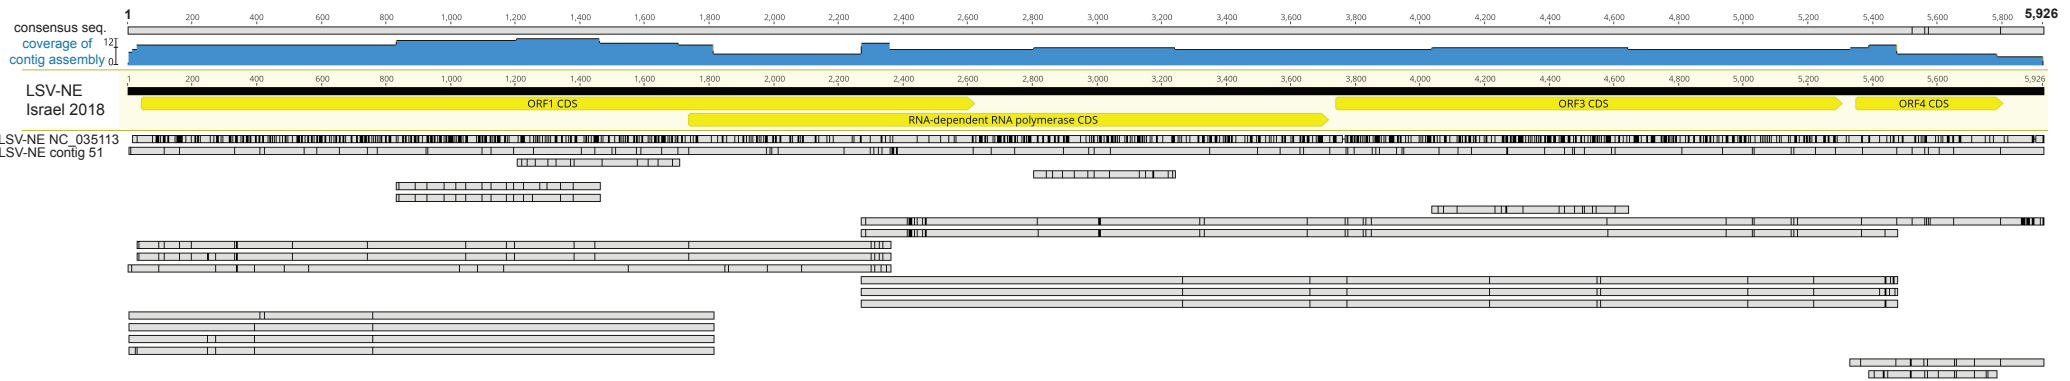 1 200 400 600 800 1,000 1,200 1,400 1,600 1,800 2,000 2,200 2,400 2,600 2,800 3,000 3,200 3,400 3,600 3,800 4,000 4,200 4,400 4,600 4,800 5,000 5,200 5,400 5,600 5,800 5,926
consensus seq.
coverage of 12
contig assembly 0
1 200 400 600 800 1,000 1,200 1,400 1,600 1,800 2,000 2,200 2,400 2,600 2,800 3,000 3,200 3,400 3,600 3,800 4,000 4,200 4,400 4,600 4,800 5,000 5,200 5,400 5,600 5,926
LSV-NE
Israel 2018
ORF1 CDS ORF3 CDS ORF4 CDS
RNA-dependent RNA polymerase CDS
LSV-NE NC_035113
LSV-NE contig 51